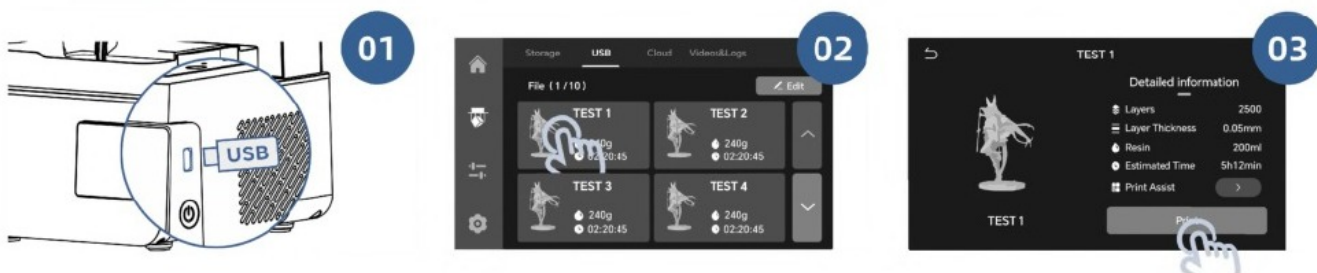 01
USB
02
Storage USB Cloud Videos&Logs
File (1/10)
Edit
TEST 1
240g
02:20:45
TEST 2
240g
02:20:45
TEST 3
240g
02:20:45
TEST 4
240g
02:20:45
03
TEST 1
Detailed information
Layers 2500
Layer Thickness 0.05mm
Resin 200ml
Estimated Time 5h12min
Print Assist
TEST 1
Print